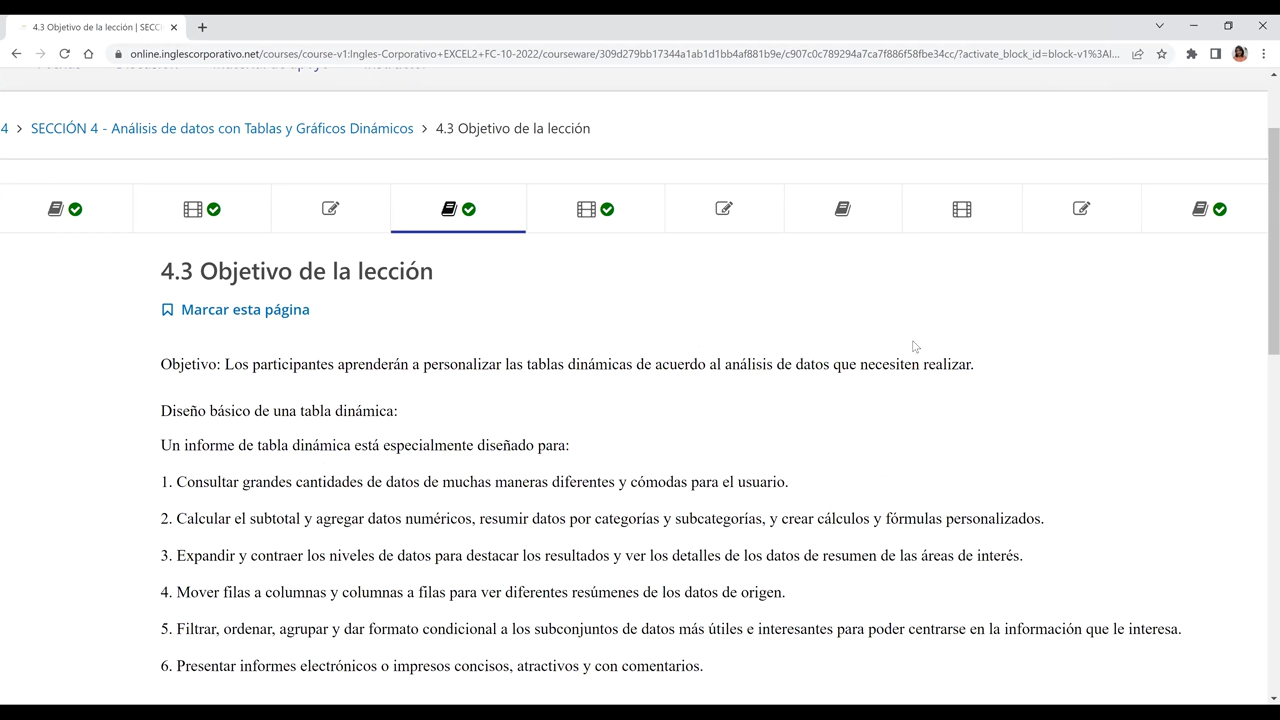 4.3 Objetivo de la lección | SECCI
online.inglescorporativo.net/courses/course-v1:Ingles-Corporativo+EXCEL2+FC-10-2022/courseware/309d279bb17344a1ab1d1bb4af881b9e/c907c0c789294a7ca7f886f58fbe34cc/?activate_block_id=block-v1%3AI...
4 > SECCIÓN 4 - Análisis de datos con Tablas y Gráficos Dinámicos > 4.3 Objetivo de la lección
4.3 Objetivo de la lección
Marcar esta página
Objetivo: Los participantes aprenderán a personalizar las tablas dinámicas de acuerdo al análisis de datos que necesiten realizar.
Diseño básico de una tabla dinámica:
Un informe de tabla dinámica está especialmente diseñado para:
1. Consultar grandes cantidades de datos de muchas maneras diferentes y cómodas para el usuario.
2. Calcular el subtotal y agregar datos numéricos, resumir datos por categorías y subcategorías, y crear cálculos y fórmulas personalizados.
3. Expandir y contraer los niveles de datos para destacar los resultados y ver los detalles de los datos de resumen de las áreas de interés.
4. Mover filas a columnas y columnas a filas para ver diferentes resúmenes de los datos de origen.
5. Filtrar, ordenar, agrupar y dar formato condicional a los subconjuntos de datos más útiles e interesantes para poder centrarse en la información que le interesa.
6. Presentar informes electrónicos o impresos concisos, atractivos y con comentarios.